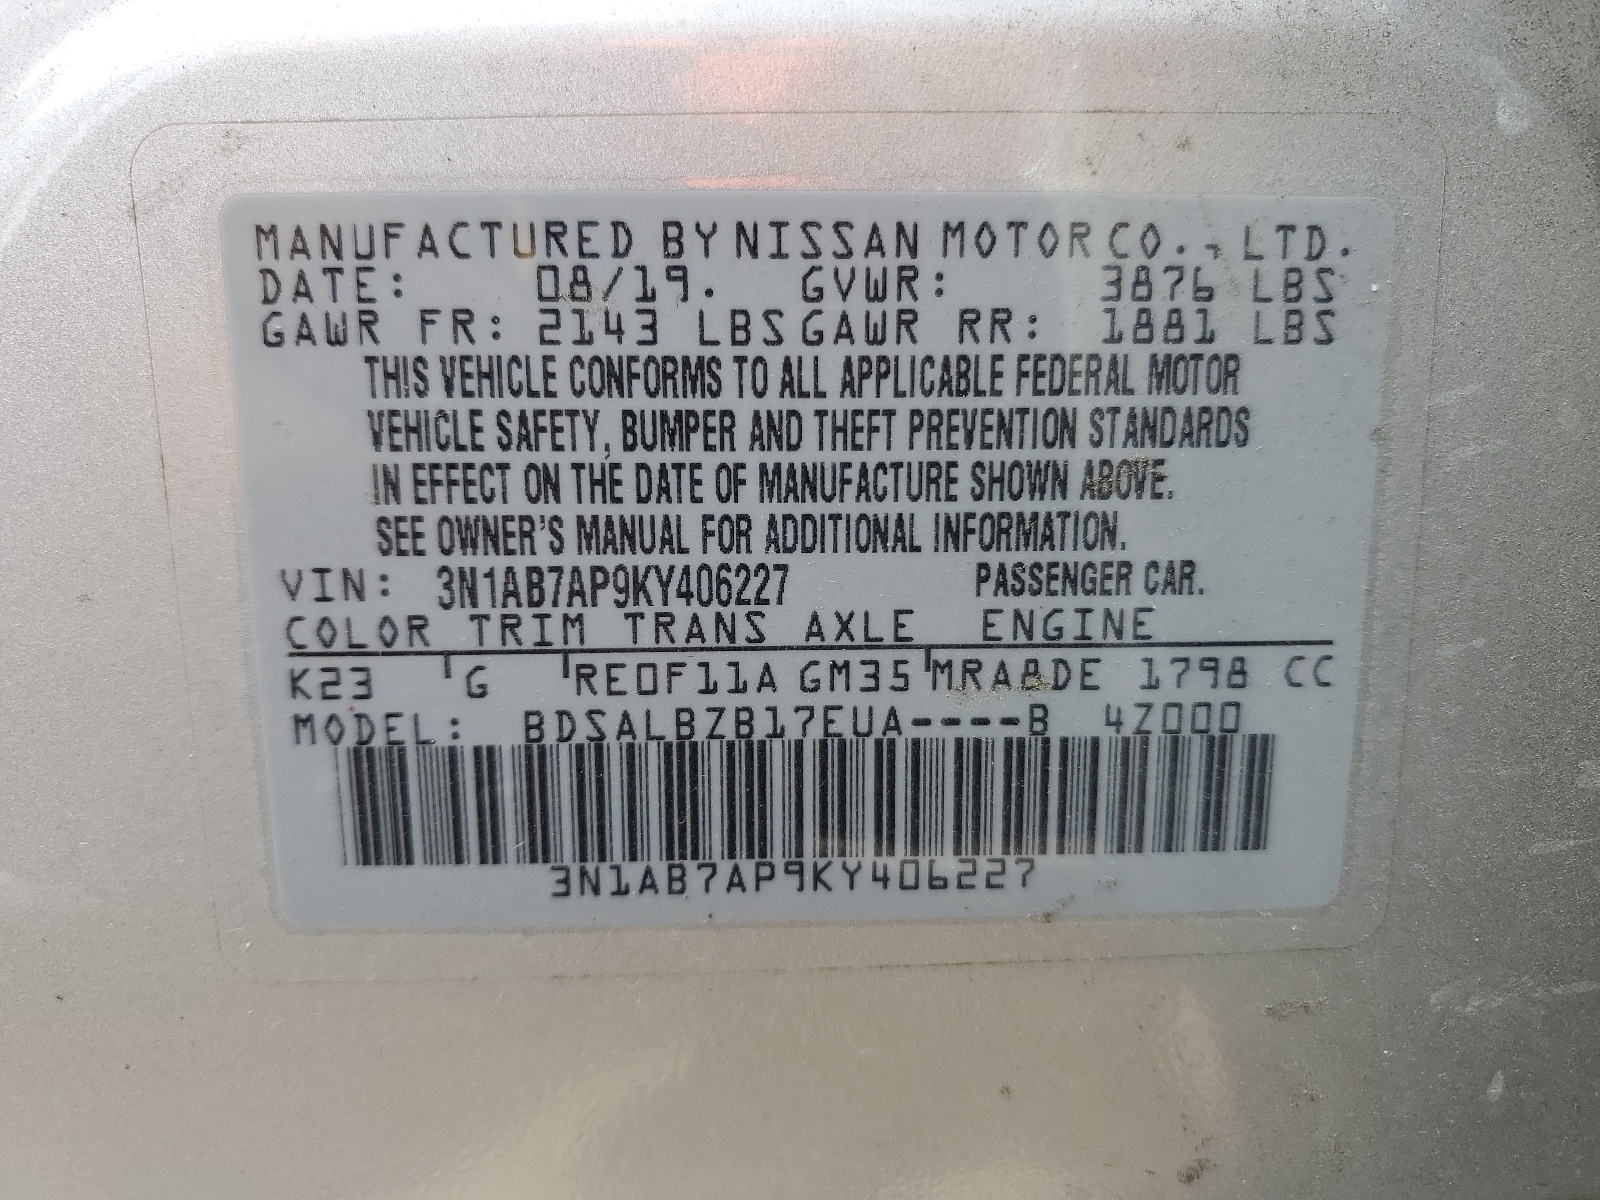 MANUFACTURED BY NISSAN MOTOR CO., LTD.
DATE: 08/19. GVWR: 3876 LBS
GAWR FR: 2143 LBS GAWR RR: 1881 LBS
THIS VEHICLE CONFORMS TO ALL APPLICABLE FEDERAL MOTOR
VEHICLE SAFETY, BUMPER AND THEFT PREVENTION STANDARDS
IN EFFECT ON THE DATE OF MANUFACTURE SHOWN ABOVE.
SEE OWNER'S MANUAL FOR ADDITIONAL INFORMATION.
VIN: 3N1AB7AP9KY406227 PASSENGER CAR.
COLOR TRIM TRANS AXLE ENGINE
K23 G RE0F11A GM35 MRA8DE 1798 CC
MODEL: BDSALBZB17EUA----B 4Z000
3N1AB7AP9KY406227